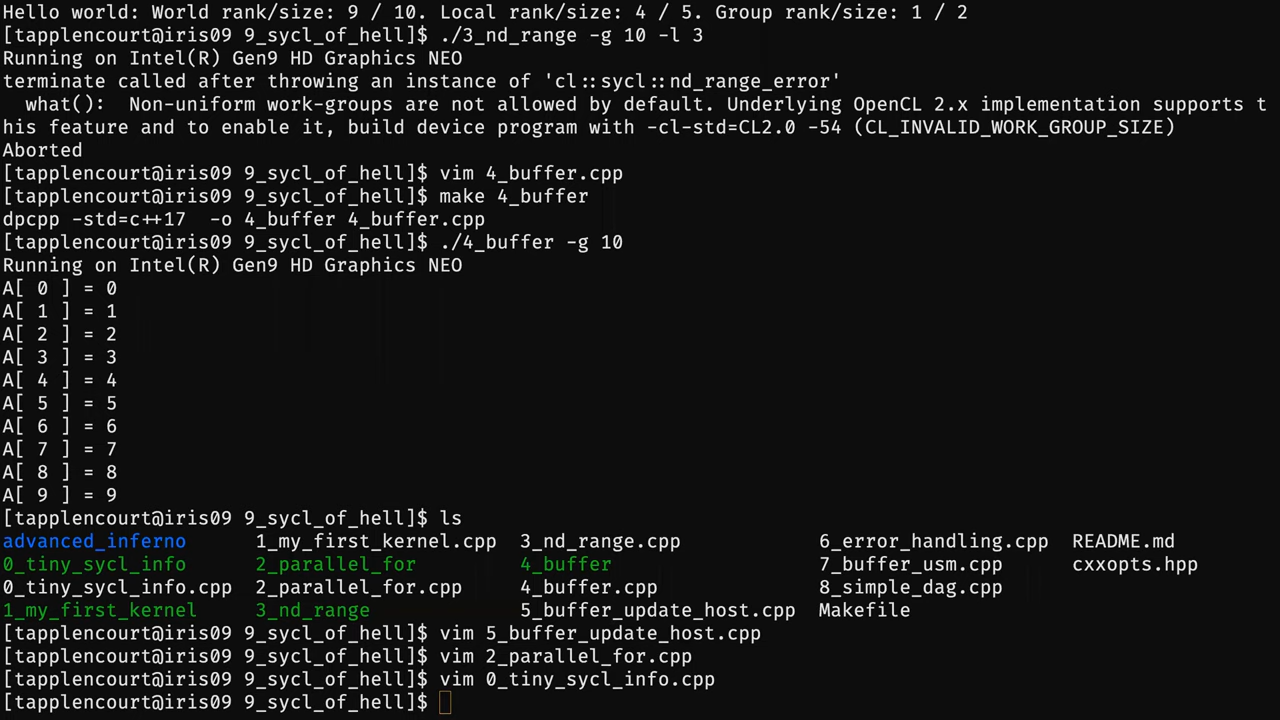 Hello world: World rank/size: 9 / 10. Local rank/size: 4 / 5. Group rank/size: 1 / 2
[tapplencourt@iris09 9_sycl_of_hell]$ ./3_nd_range -g 10 -l 3
Running on Intel(R) Gen9 HD Graphics NEO
terminate called after throwing an instance of 'cl::sycl::nd_range_error'
  what():  Non-uniform work-groups are not allowed by default. Underlying OpenCL 2.x implementation supports t
his feature and to enable it, build device program with -cl-std=CL2.0 -54 (CL_INVALID_WORK_GROUP_SIZE)
Aborted
[tapplencourt@iris09 9_sycl_of_hell]$ vim 4_buffer.cpp
[tapplencourt@iris09 9_sycl_of_hell]$ make 4_buffer
dpcpp -std=c++17  -o 4_buffer 4_buffer.cpp
[tapplencourt@iris09 9_sycl_of_hell]$ ./4_buffer -g 10
Running on Intel(R) Gen9 HD Graphics NEO
A[ 0 ] = 0
A[ 1 ] = 1
A[ 2 ] = 2
A[ 3 ] = 3
A[ 4 ] = 4
A[ 5 ] = 5
A[ 6 ] = 6
A[ 7 ] = 7
A[ 8 ] = 8
A[ 9 ] = 9
[tapplencourt@iris09 9_sycl_of_hell]$ ls
advanced_inferno      1_my_first_kernel.cpp  3_nd_range.cpp            6_error_handling.cpp  README.md
0_tiny_sycl_info      2_parallel_for         4_buffer                  7_buffer_usm.cpp      cxxopts.hpp
0_tiny_sycl_info.cpp  2_parallel_for.cpp     4_buffer.cpp              8_simple_dag.cpp
1_my_first_kernel     3_nd_range             5_buffer_update_host.cpp  Makefile
[tapplencourt@iris09 9_sycl_of_hell]$ vim 5_buffer_update_host.cpp
[tapplencourt@iris09 9_sycl_of_hell]$ vim 2_parallel_for.cpp
[tapplencourt@iris09 9_sycl_of_hell]$ vim 0_tiny_sycl_info.cpp
[tapplencourt@iris09 9_sycl_of_hell]$